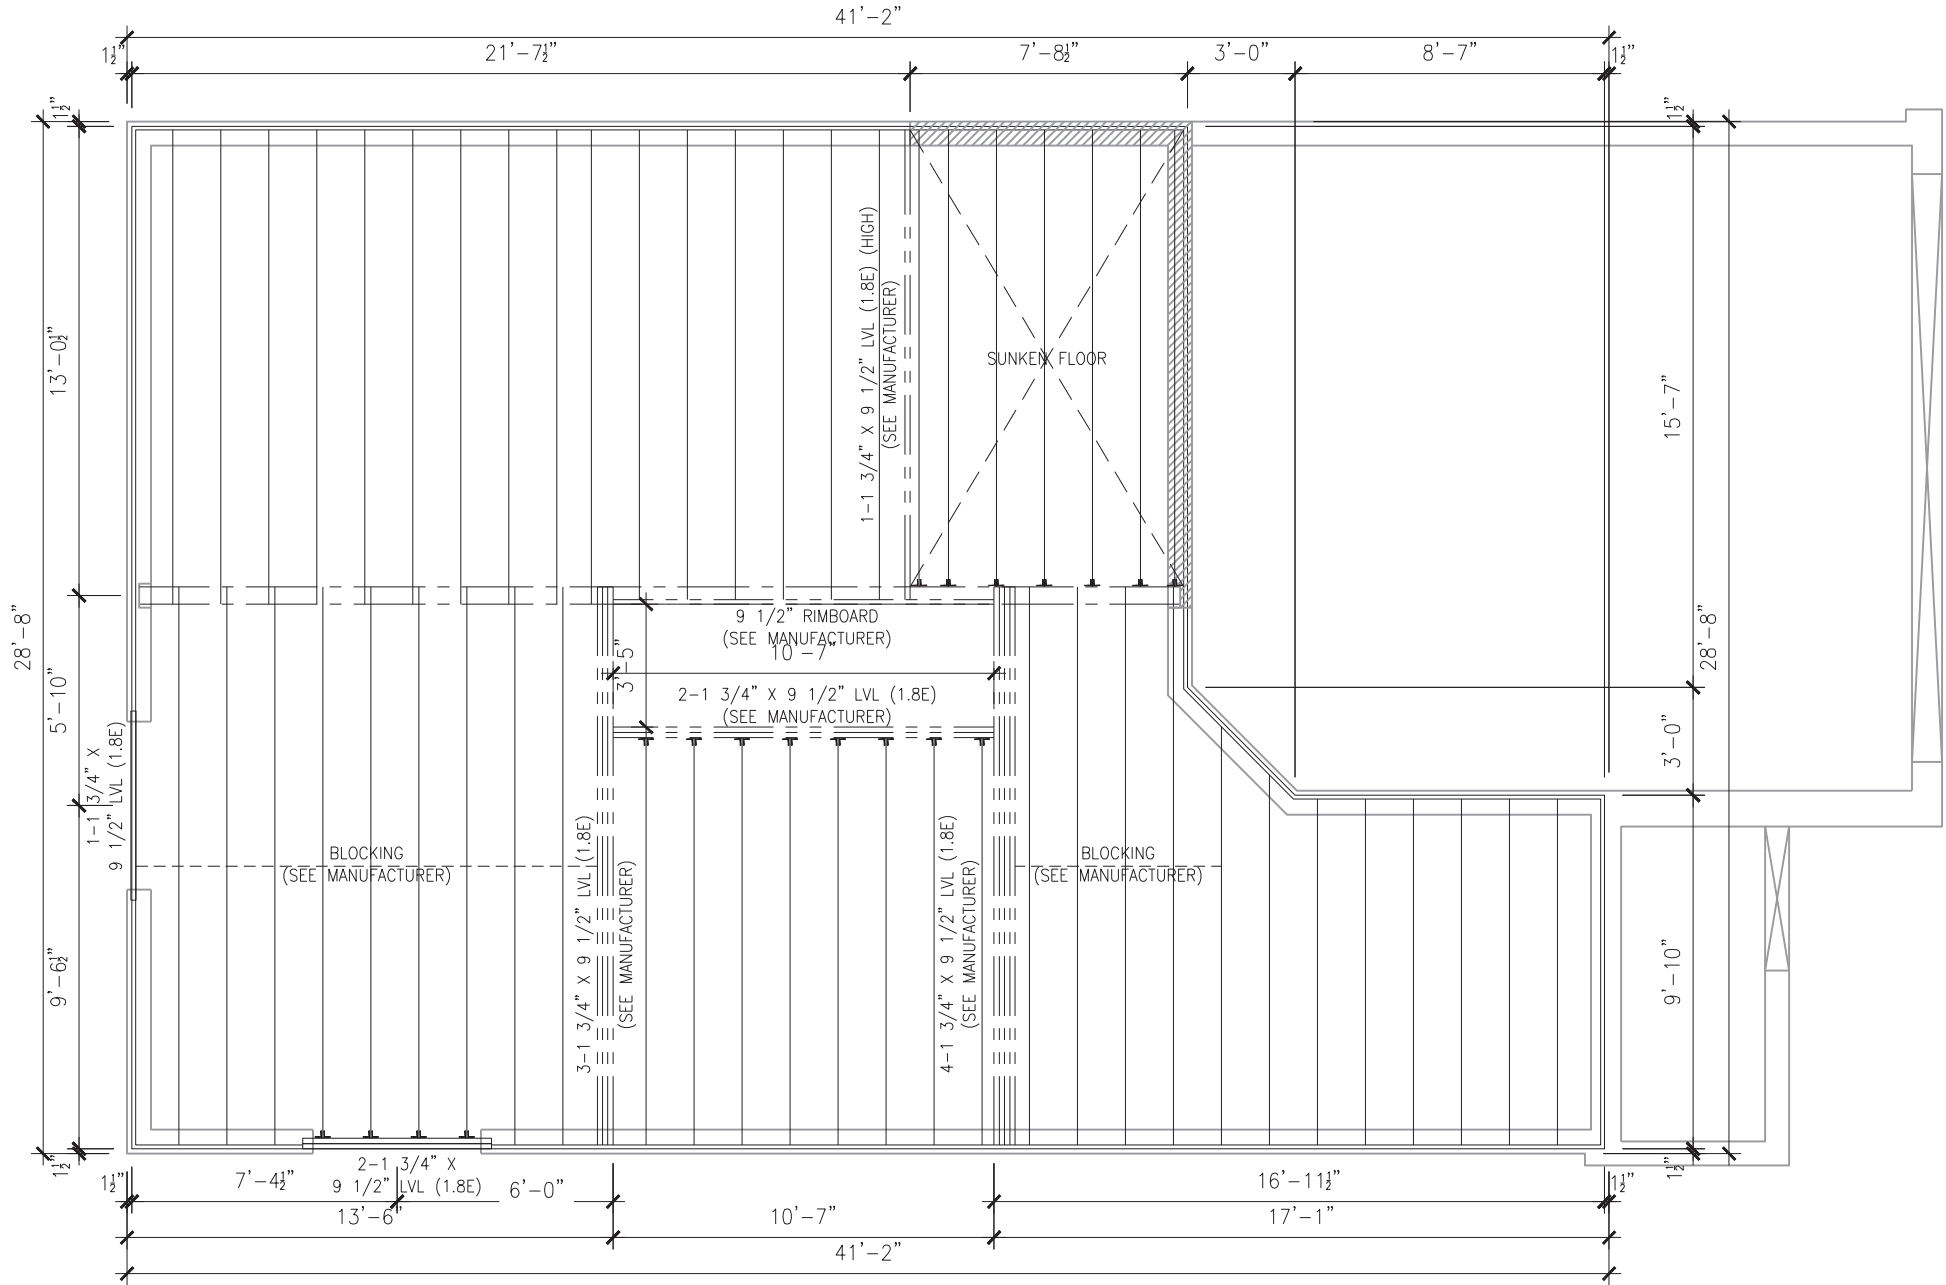 41'-2"
1½"
21'-7½"
7'-8½"
3'-0"
8'-7"
1½"
1½"
1½"
13'-0½"
28'-8"
5'-10"
9'-6½"
1½"
1-1 3/4" X 9 1/2" LVL (1.8E) (HIGH)
(SEE MANUFACTURER)
SUNKEN FLOOR
15'-7"
28'-8"
3'-0"
9'-10"
1½"
9 1/2" RIMBOARD
(SEE MANUFACTURER)
10'-7"
3'-5"
2-1 3/4" X 9 1/2" LVL (1.8E)
(SEE MANUFACTURER)
1-1 3/4" X
9 1/2" LVL (1.8E)
BLOCKING
(SEE MANUFACTURER)
3-1 3/4" X 9 1/2" LVL (1.8E)
(SEE MANUFACTURER)
4-1 3/4" X 9 1/2" LVL (1.8E)
(SEE MANUFACTURER)
BLOCKING
(SEE MANUFACTURER)
1½"
7'-4½"
2-1 3/4" X
9 1/2" LVL (1.8E)
6'-0"
16'-11½"
1½"
13'-6"
10'-7"
17'-1"
41'-2"